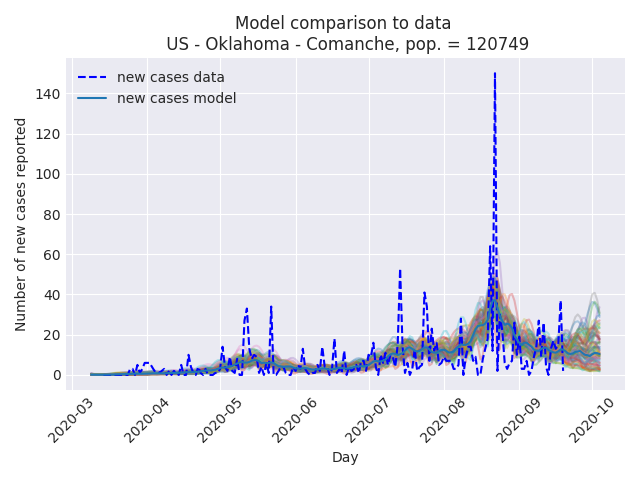 Model comparison to data
US - Oklahoma - Comanche, pop. = 120749
new cases data
new cases model
Number of new cases reported
140
120
100
80
60
40
20
0
2020-03
2020-04
2020-05
2020-06
2020-07
2020-08
2020-09
2020-10
Day